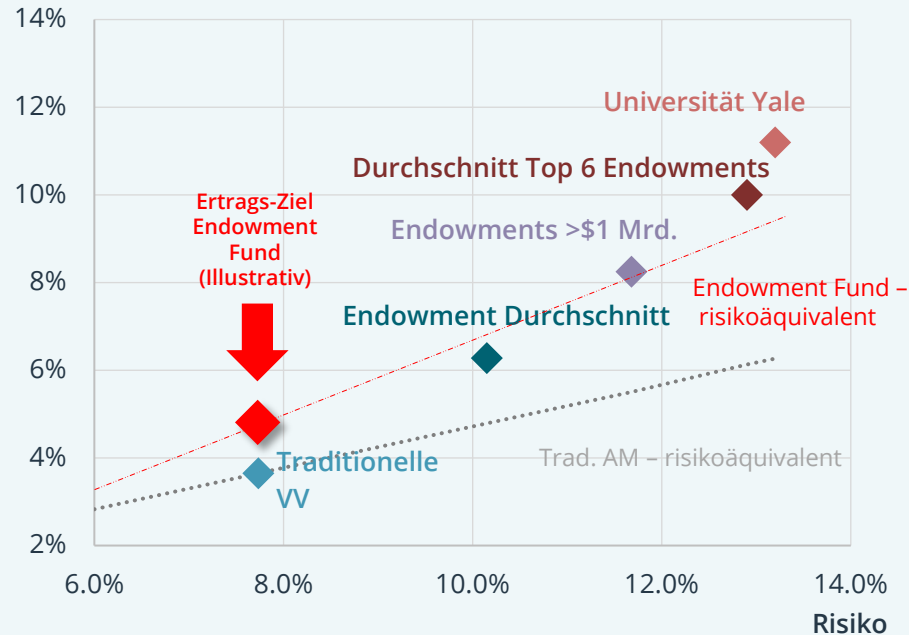 14%
12%
10%
8%
6%
4%
2%
Universität Yale
Durchschnitt Top 6 Endowments
Ertrags-Ziel
Endowment
Fund
(Illustrativ)
Endowments >$1 Mrd.
Endowment Fund –
risikoäquivalent
Endowment Durchschnitt
Traditionelle
VV
Trad. AM – risikoäquivalent
6.0%
8.0%
10.0%
12.0%
14.0%
Risiko